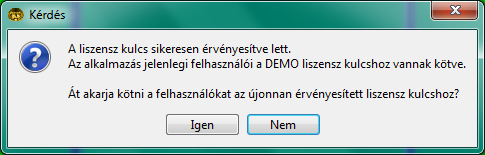 Kérdés
A liszensz kulcs sikeresen érvényesítve lett.
Az alkalmazás jelenlegi felhasználói a DEMO liszensz kulcshoz vannak kötve.
Át akarja kötni a felhasználókat az újonnan érvényesített liszensz kulcshoz?
Igen
Nem